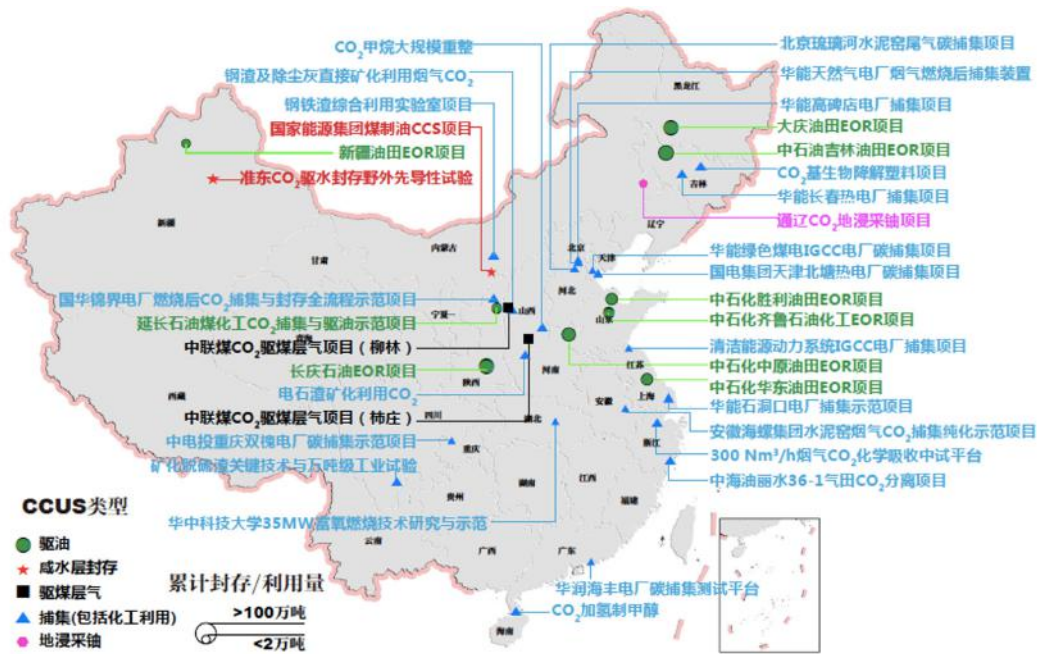 CO₂甲烷大规模重整
钢渣及除尘灰直接矿化利用烟气CO₂
钢铁渣综合利用实验室项目
国家能源集团煤制油CCS项目
新疆油田EOR项目
准东CO₂驱水封存野外先导性试验
国华锦界电厂燃烧后CO₂捕集与封存全流程示范项目
延长石油煤化工CO₂捕集与驱油示范项目
中联煤CO₂驱煤层气项目（柳林）
长庆石油EOR项目
电石渣矿化利用CO₂
中联煤CO₂驱煤层气项目（柿庄）
中电投重庆双槐电厂碳捕集示范项目
矿化脱硫渣关键技术与万吨级工业试验
华中科技大学35MW富氧燃烧技术研究与示范
北京琉璃河水泥窑尾气碳捕集项目
华能天然气电厂烟气燃烧后捕集装置
华能高碑店电厂捕集项目
大庆油田EOR项目
中石油吉林油田EOR项目
CO₂基生物降解塑料项目
华能长春热电厂捕集项目
通辽CO₂地浸采铀项目
华能绿色煤电IGCC电厂碳捕集项目
国电集团天津北塘热电厂碳捕集项目
中石化胜利油田EOR项目
中石化齐鲁石油化工EOR项目
清洁能源动力系统IGCC电厂捕集项目
中石化中原油田EOR项目
中石化华东油田EOR项目
华能石洞口电厂捕集示范项目
安徽海螺集团水泥窑烟气CO₂捕集纯化示范项目
300 Nm³/h烟气CO₂化学吸收中试平台
中海油丽水36-1气田CO₂分离项目
华润海丰电厂碳捕集测试平台
CO₂加氢制甲醇
黑龙江
吉林
辽宁
新疆
内蒙古
甘肃
北京
天津
河北
宁夏
山西
山东
青海
陕西
河南
江苏
西藏
四川
湖北
安徽
上海
重庆
浙江
贵州
湖南
江西
福建
云南
广西
广东
海南
CCUS类型
驱油
咸水层封存
驱煤层气
捕集(包括化工利用)
地浸采铀
累计封存/利用量
>100万吨
<2万吨